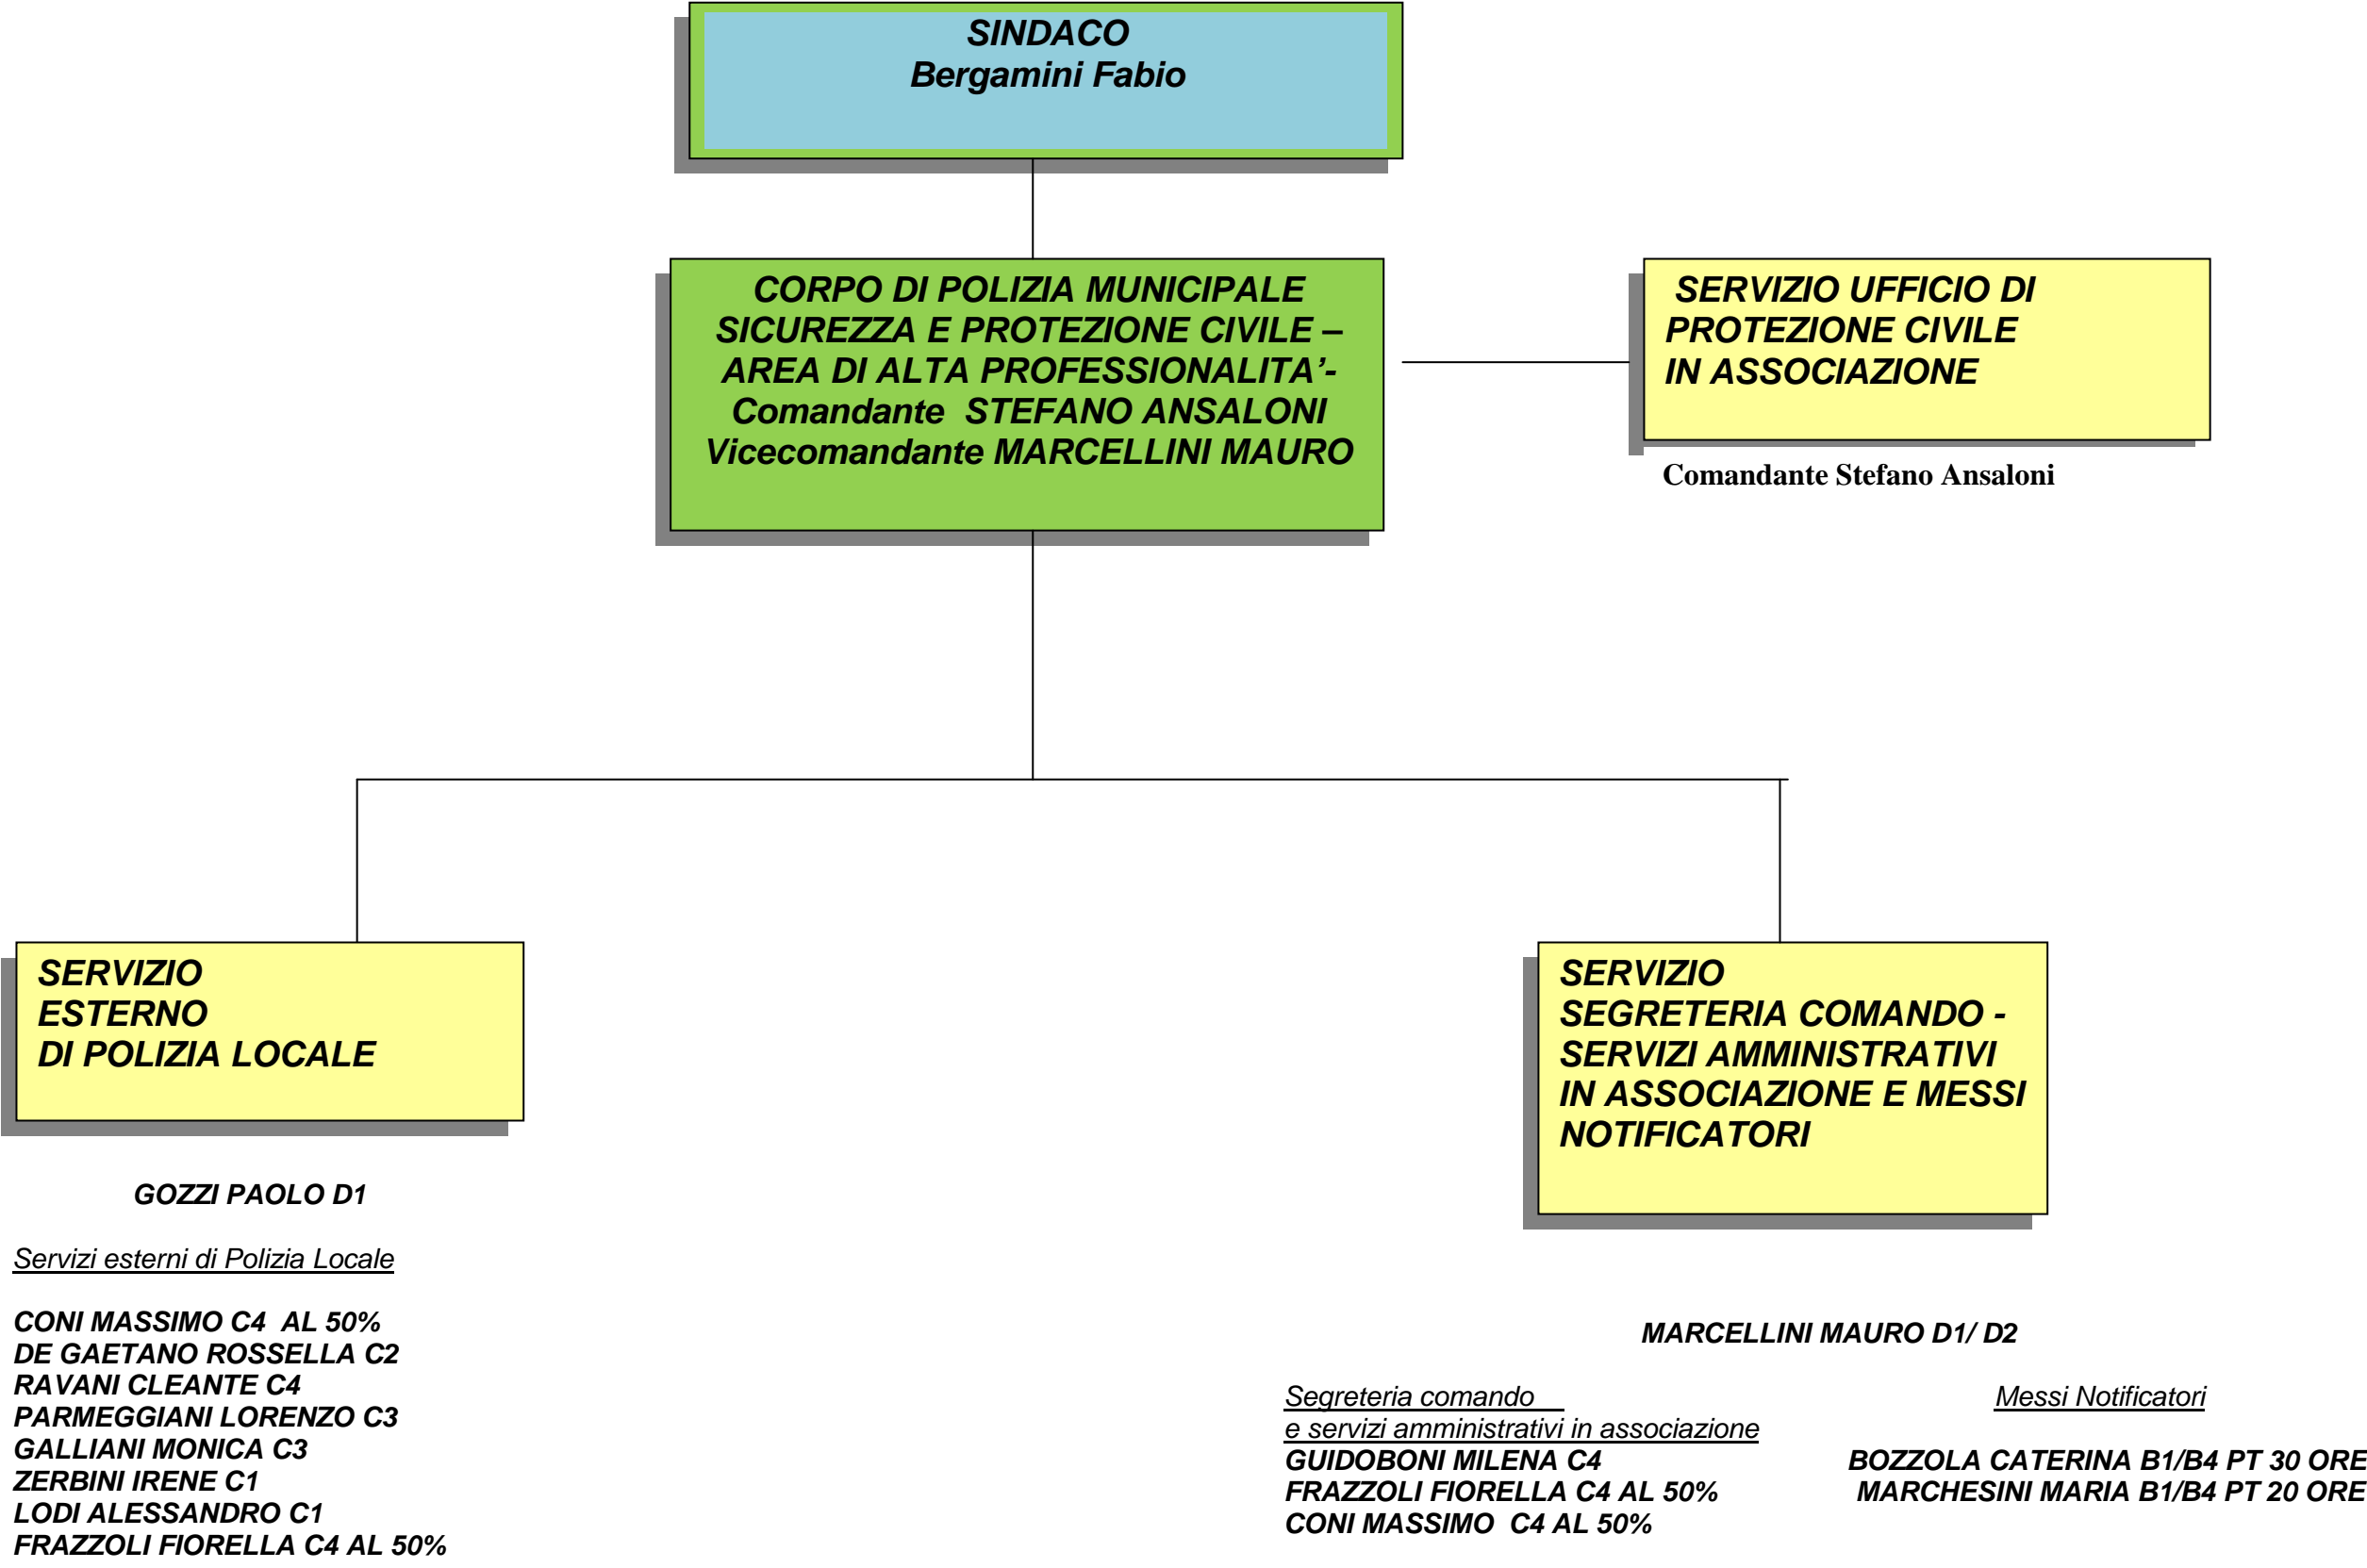 SINDACO
Bergamini Fabio
CORPO DI POLIZIA MUNICIPALE
SICUREZZA E PROTEZIONE CIVILE –
AREA DI ALTA PROFESSIONALITA’-
Comandante  STEFANO ANSALONI
Vicecomandante MARCELLINI MAURO
SERVIZIO UFFICIO DI
PROTEZIONE CIVILE
IN ASSOCIAZIONE
Comandante Stefano Ansaloni
SERVIZIO
ESTERNO
DI POLIZIA LOCALE
GOZZI PAOLO D1
Servizi esterni di Polizia Locale
CONI MASSIMO C4  AL 50%
DE GAETANO ROSSELLA C2
RAVANI CLEANTE C4
PARMEGGIANI LORENZO C3
GALLIANI MONICA C3
ZERBINI IRENE C1
LODI ALESSANDRO C1
FRAZZOLI FIORELLA C4 AL 50%
SERVIZIO
SEGRETERIA COMANDO -
SERVIZI AMMINISTRATIVI
IN ASSOCIAZIONE E MESSI
NOTIFICATORI
MARCELLINI MAURO D1/ D2
Segreteria comando
e servizi amministrativi in associazione
GUIDOBONI MILENA C4
FRAZZOLI FIORELLA C4 AL 50%
CONI MASSIMO  C4 AL 50%
Messi Notificatori
BOZZOLA CATERINA B1/B4 PT 30 ORE
MARCHESINI MARIA B1/B4 PT 20 ORE